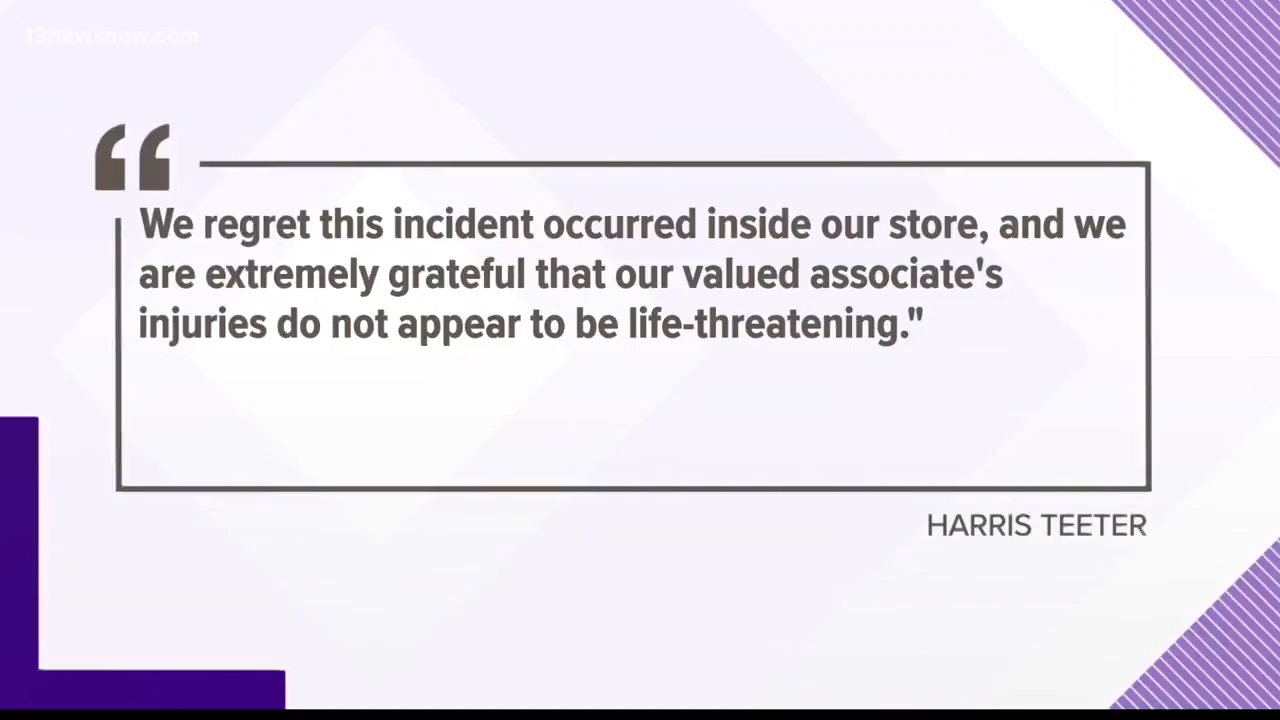 13newsnow.com
“
We regret this incident occurred inside our store, and we
are extremely grateful that our valued associate's
injuries do not appear to be life-threatening."
HARRIS TEETER